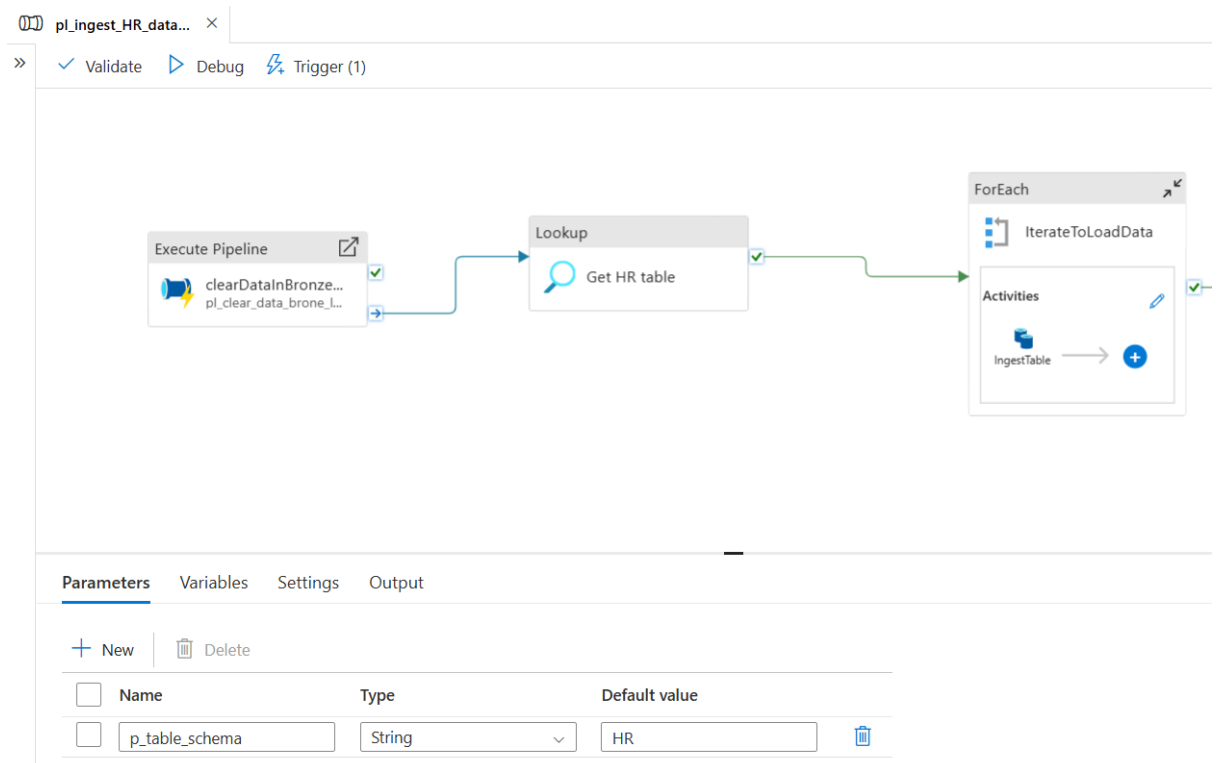 pl_ingest_HR_data...
Validate Debug Trigger (1)
Execute Pipeline
clearDataInBronze...
pl_clear_data_brone_l...
Lookup
Get HR table
ForEach
IterateToLoadData
Activities
IngestTable
Parameters Variables Settings Output
New Delete
Name Type Default value
p_table_schema String HR